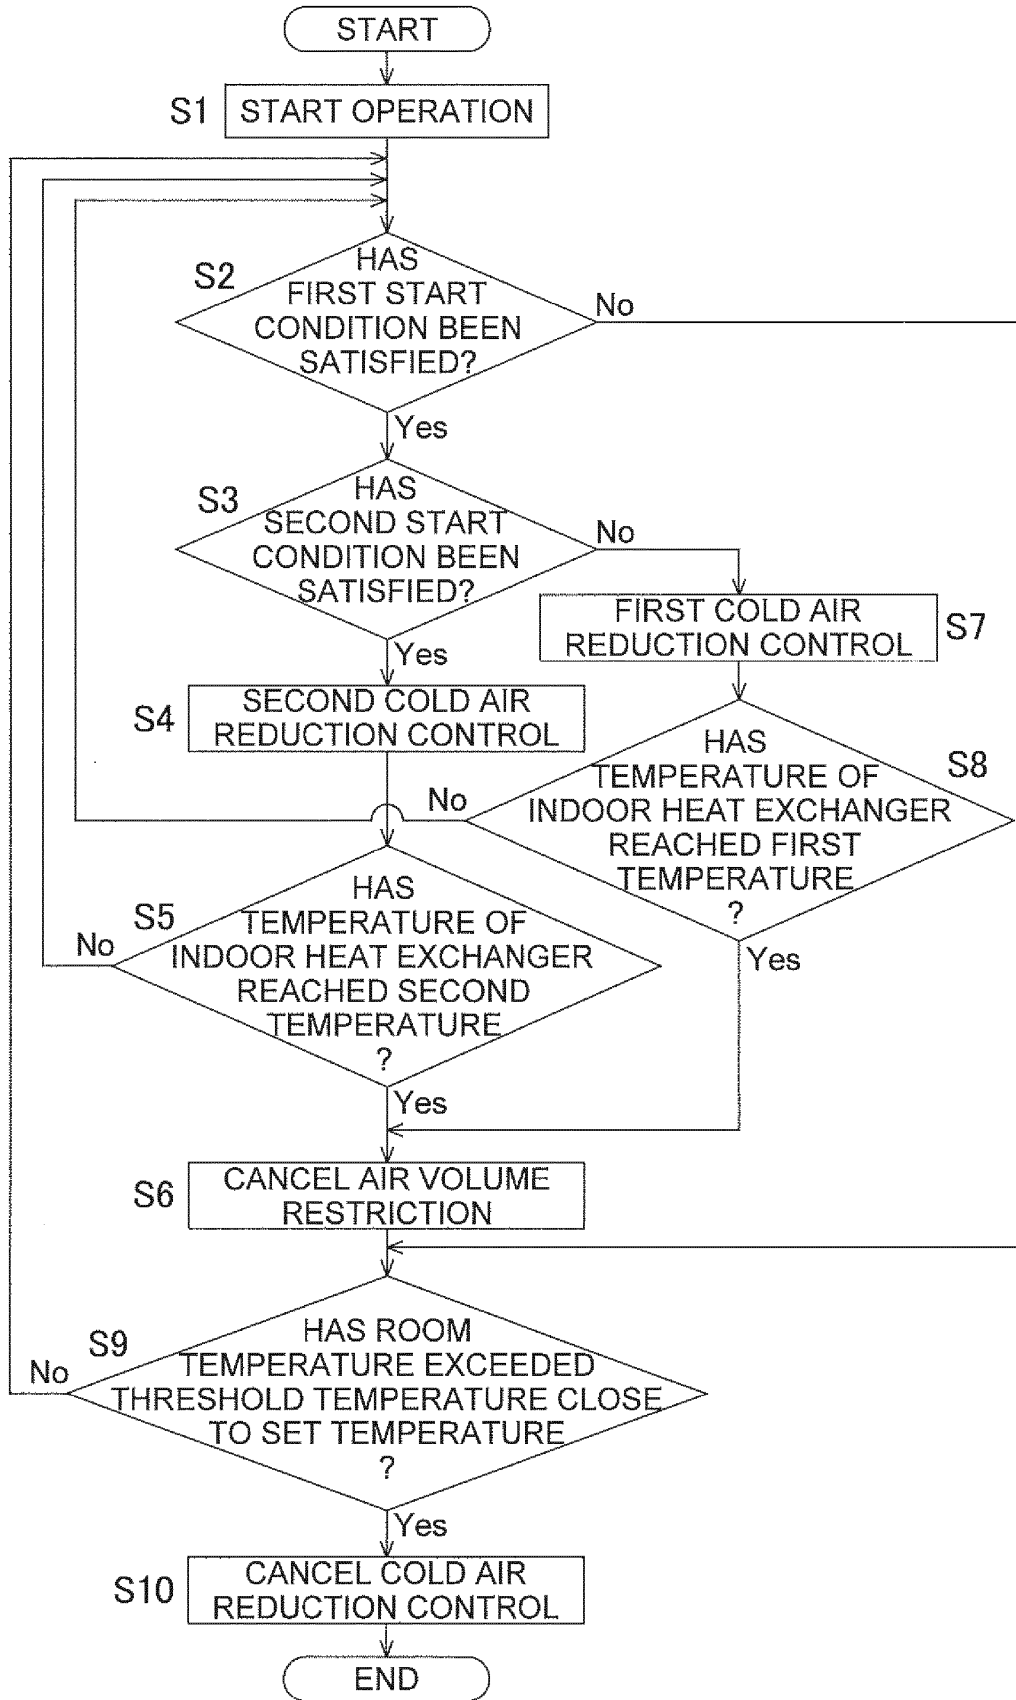 START
S1
START OPERATION
S2
HAS
FIRST START
CONDITION BEEN
SATISFIED?
No
Yes
S3
HAS
SECOND START
CONDITION BEEN
SATISFIED?
No
Yes
FIRST COLD AIR
REDUCTION CONTROL
S7
S4
SECOND COLD AIR
REDUCTION CONTROL
S8
HAS
TEMPERATURE OF
INDOOR HEAT EXCHANGER
REACHED FIRST
TEMPERATURE
?
No
Yes
S5
HAS
TEMPERATURE OF
INDOOR HEAT EXCHANGER
REACHED SECOND
TEMPERATURE
?
No
Yes
S6
CANCEL AIR VOLUME
RESTRICTION
S9
HAS ROOM
TEMPERATURE EXCEEDED
THRESHOLD TEMPERATURE CLOSE
TO SET TEMPERATURE
?
No
Yes
S10
CANCEL COLD AIR
REDUCTION CONTROL
END